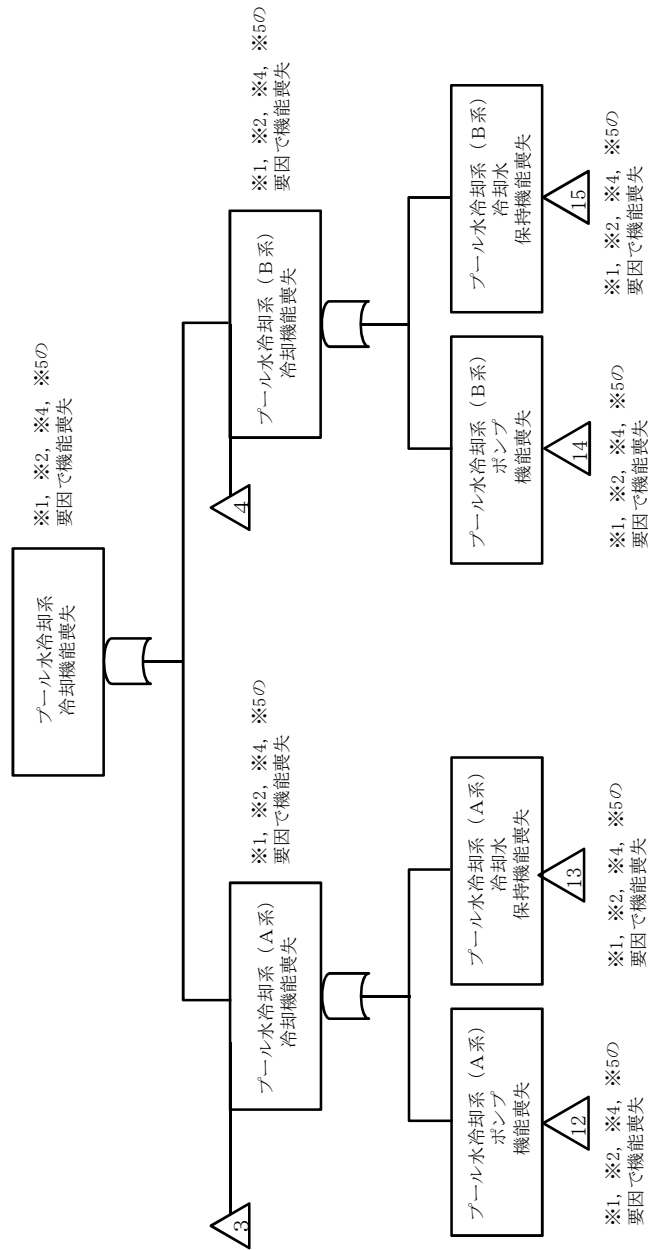 プール水冷却系
冷却機能喪失
※1, ※2, ※4, ※5の
要因で機能喪失
3
プール水冷却系（A系）
冷却機能喪失
※1, ※2, ※4, ※5の
要因で機能喪失
4
プール水冷却系（B系）
冷却機能喪失
※1, ※2, ※4, ※5の
要因で機能喪失
プール水冷却系（A系）
ポンプ
機能喪失
12
※1, ※2, ※4, ※5の
要因で機能喪失
プール水冷却系（A系）
冷却水
保持機能喪失
13
※1, ※2, ※4, ※5の
要因で機能喪失
プール水冷却系（B系）
ポンプ
機能喪失
14
※1, ※2, ※4, ※5の
要因で機能喪失
プール水冷却系（B系）
冷却水
保持機能喪失
15
※1, ※2, ※4, ※5の
要因で機能喪失